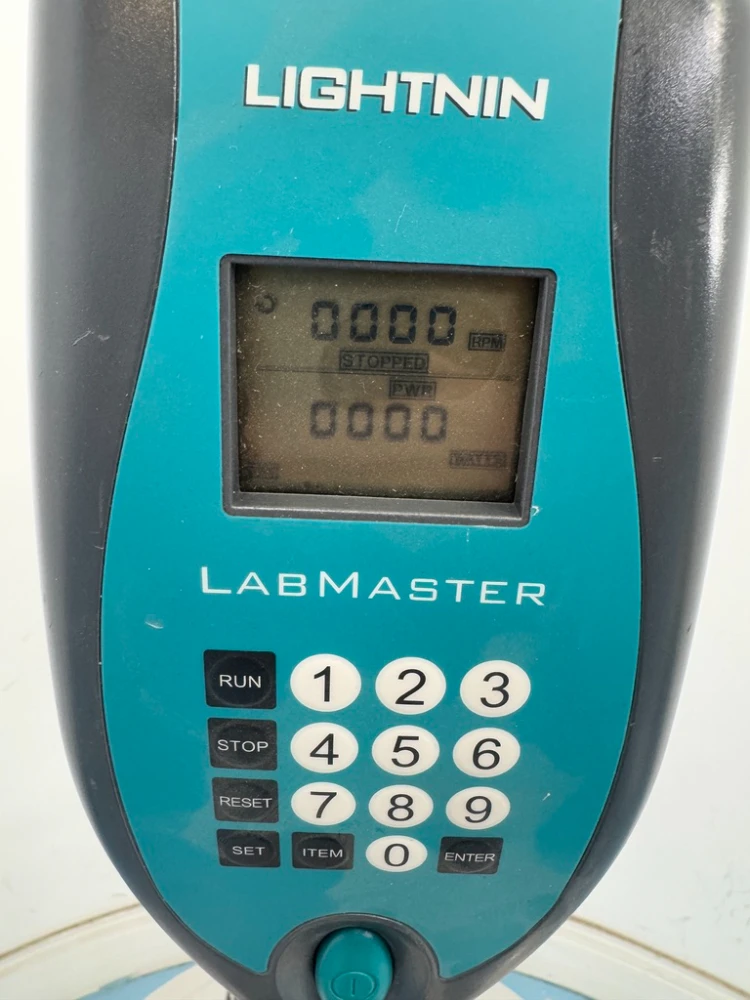 LIGHTNIN
0000 RPM
STOPPED
PWR
0000
WATTS
LABMASTER
RUN 1 2 3
STOP 4 5 6
RESET 7 8 9
SET ITEM 0 ENTER